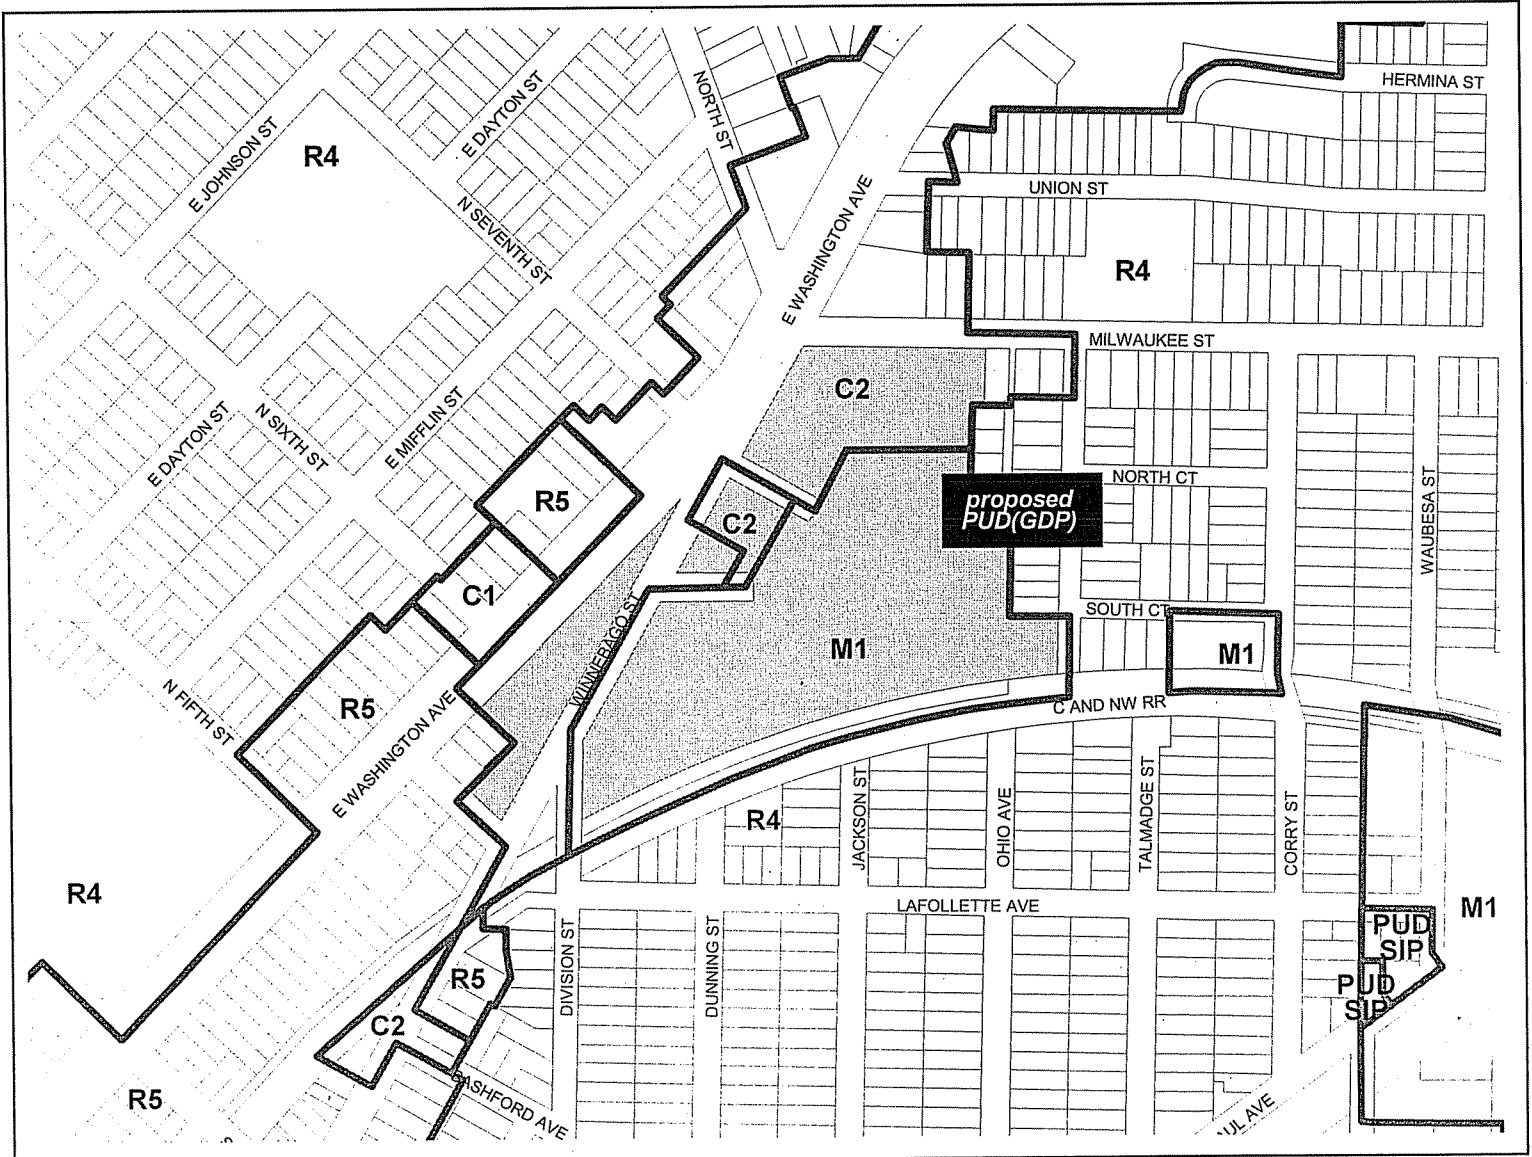 HERMINA ST
NORTH ST
E DAYTON ST
E JOHNSON ST
R4
UNION ST
N SEVENTH ST
E WASHINGTON AVE
R4
MILWAUKEE ST
C2
E MIFFLIN ST
E DAYTON ST
N SIXTH ST
NORTH CT
proposed
PUD(GDP)
R5
C2
WAUBESA ST
C1
SOUTH CT
WINNEBAGO ST
M1
M1
N FIFTH ST
R5
E WASHINGTON AVE
C AND NW RR
R4
JACKSON ST
OHIO AVE
TALMADGE ST
CORRY ST
R4
LAFOLLETTE AVE
M1
PUD
SIP
DIVISION ST
DUNNING ST
R5
PUD
SIP
C2
R5
ASHFORD AVE
UL AVE